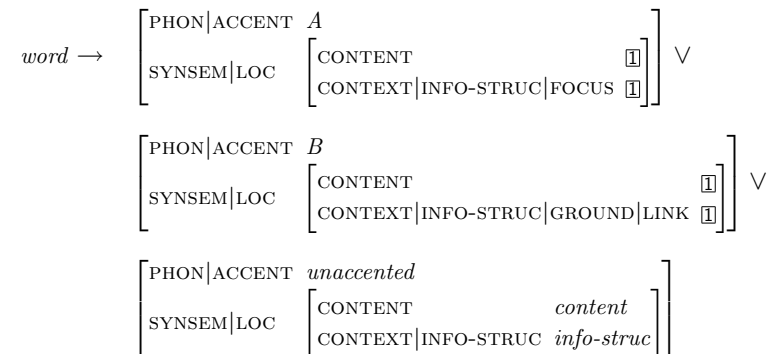 PHON|ACCENT A
word → SYNSEM|LOC CONTENT 1 ∨
CONTEXT|INFO-STRUC|FOCUS 1
PHON|ACCENT B
SYNSEM|LOC CONTENT 1 ∨
CONTEXT|INFO-STRUC|GROUND|LINK 1
PHON|ACCENT unaccented
SYNSEM|LOC CONTENT content
CONTEXT|INFO-STRUC info-struc